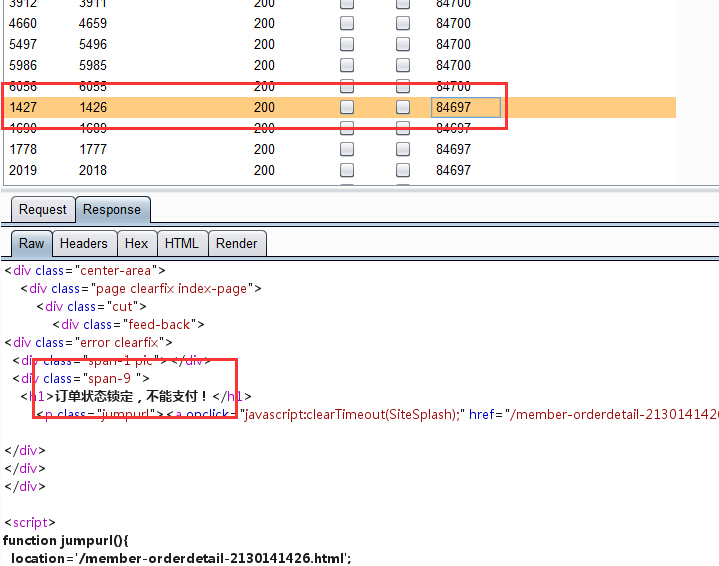 3912 3911 200 84700
4660 4659 200 84700
5497 5496 200 84700
5986 5985 200 84700
6056 6055 200 84700
1427 1426 200 84697
1690 1689 200 84697
1778 1777 200 84697
2019 2018 200 84697
Request Response
Raw Headers Hex HTML Render
<div class="center-area">
<div class="page clearfix index-page">
<div class="cut">
<div class="feed-back">
<div class="error clearfix">
<div class="span-1 pic"></div>
<div class="span-9 ">
<h1>订单状态锁定，不能支付！</h1>
<p class="jumpurl"><a onclick="javascript:clearTimeout(SiteSplash);" href="/member-orderdetail-2130141426
</div>
</div>
</div>
<script>
function jumpurl(){
location='/member-orderdetail-2130141426.html';